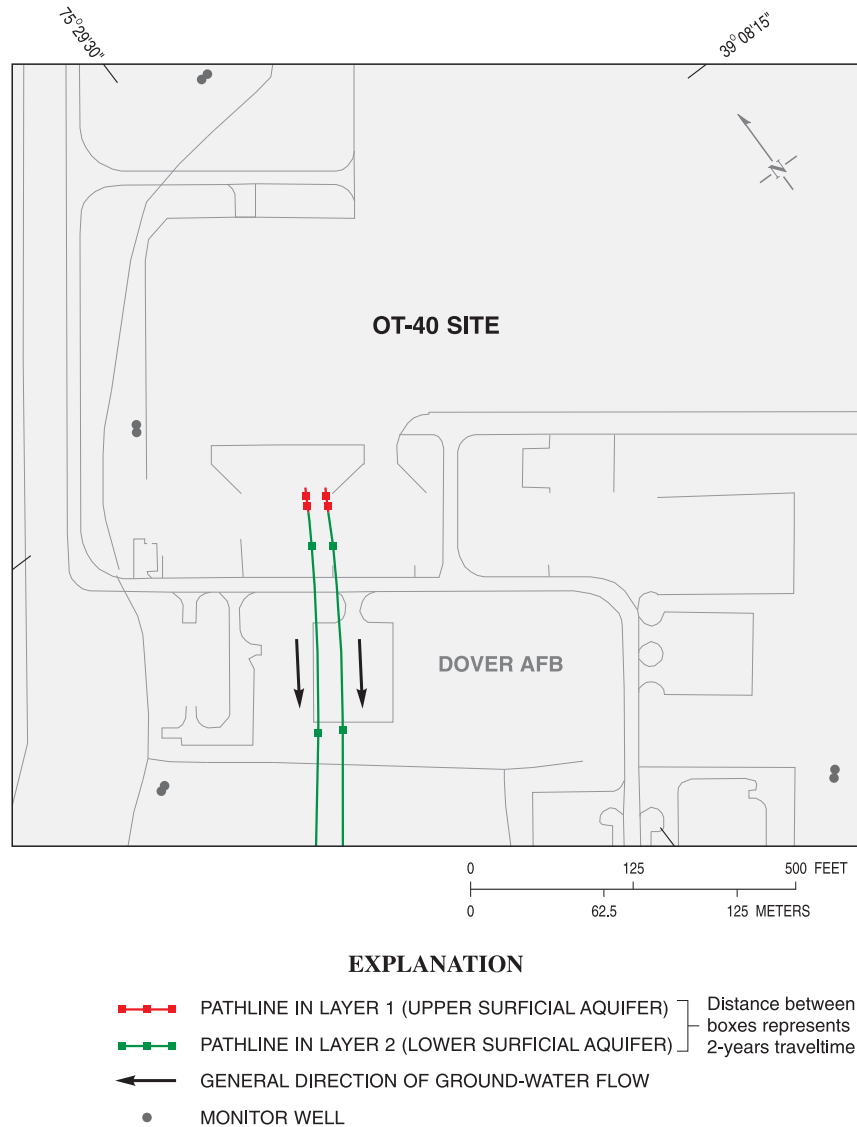 75°29'30"
39°08'15"
N
OT-40 SITE
DOVER AFB
0 125 500 FEET
0 62.5 125 METERS
EXPLANATION
PATHLINE IN LAYER 1 (UPPER SURFICIAL AQUIFER)
PATHLINE IN LAYER 2 (LOWER SURFICIAL AQUIFER)
Distance between
boxes represents
2-years traveltime
GENERAL DIRECTION OF GROUND-WATER FLOW
MONITOR WELL